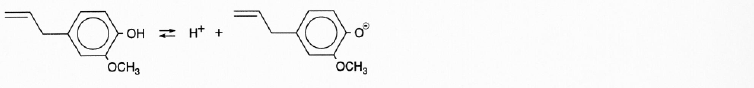 OH ⇌ H⁺ + O⊖
OCH₃ OCH₃